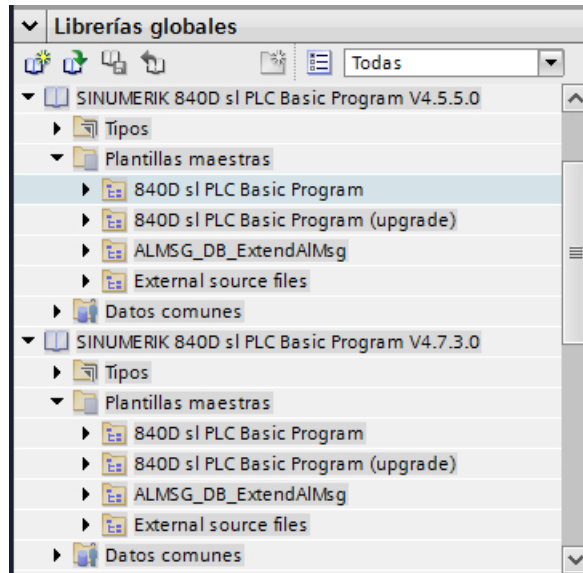 Librerías globales
Todas
SINUMERIK 840D sl PLC Basic Program V4.5.5.0
Tipos
Plantillas maestras
840D sl PLC Basic Program
840D sl PLC Basic Program (upgrade)
ALMSG_DB_ExtendAlMsg
External source files
Datos comunes
SINUMERIK 840D sl PLC Basic Program V4.7.3.0
Tipos
Plantillas maestras
840D sl PLC Basic Program
840D sl PLC Basic Program (upgrade)
ALMSG_DB_ExtendAlMsg
External source files
Datos comunes